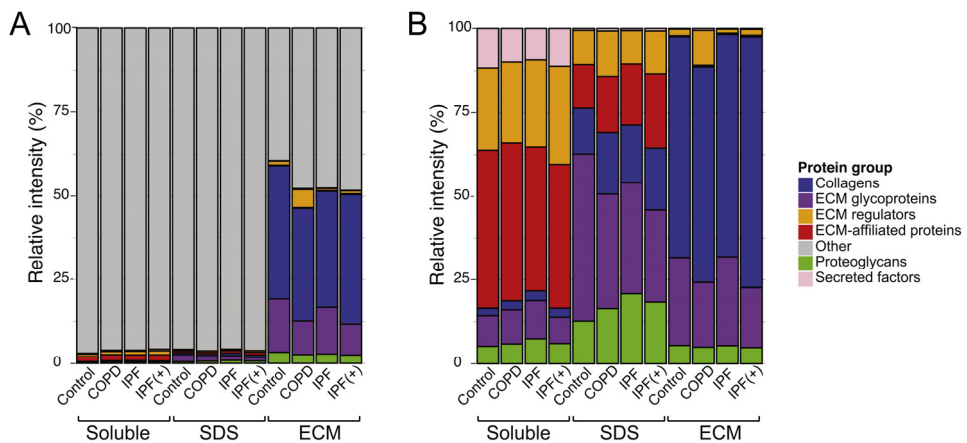 A
Relative intensity (%)
100
75
50
25
0
Control
COPD
IPF
IPF(+)
Control
COPD
IPF
IPF(+)
Control
COPD
IPF
IPF(+)
Soluble
SDS
ECM
B
Relative intensity (%)
100
75
50
25
0
Control
COPD
IPF
IPF(+)
Control
COPD
IPF
IPF(+)
Control
COPD
IPF
IPF(+)
Soluble
SDS
ECM
Protein group
Collagens
ECM glycoproteins
ECM regulators
ECM-affiliated proteins
Other
Proteoglycans
Secreted factors